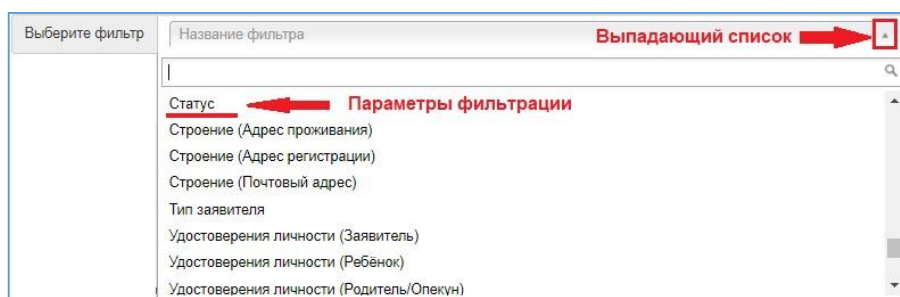 Выберите фильтр Название фильтра Выпадающий список
Статус Параметры фильтрации
Строение (Адрес проживания)
Строение (Адрес регистрации)
Строение (Почтовый адрес)
Тип заявителя
Удостоверения личности (Заявитель)
Удостоверения личности (Ребёнок)
Удостоверения личности (Родитель/Опекун)